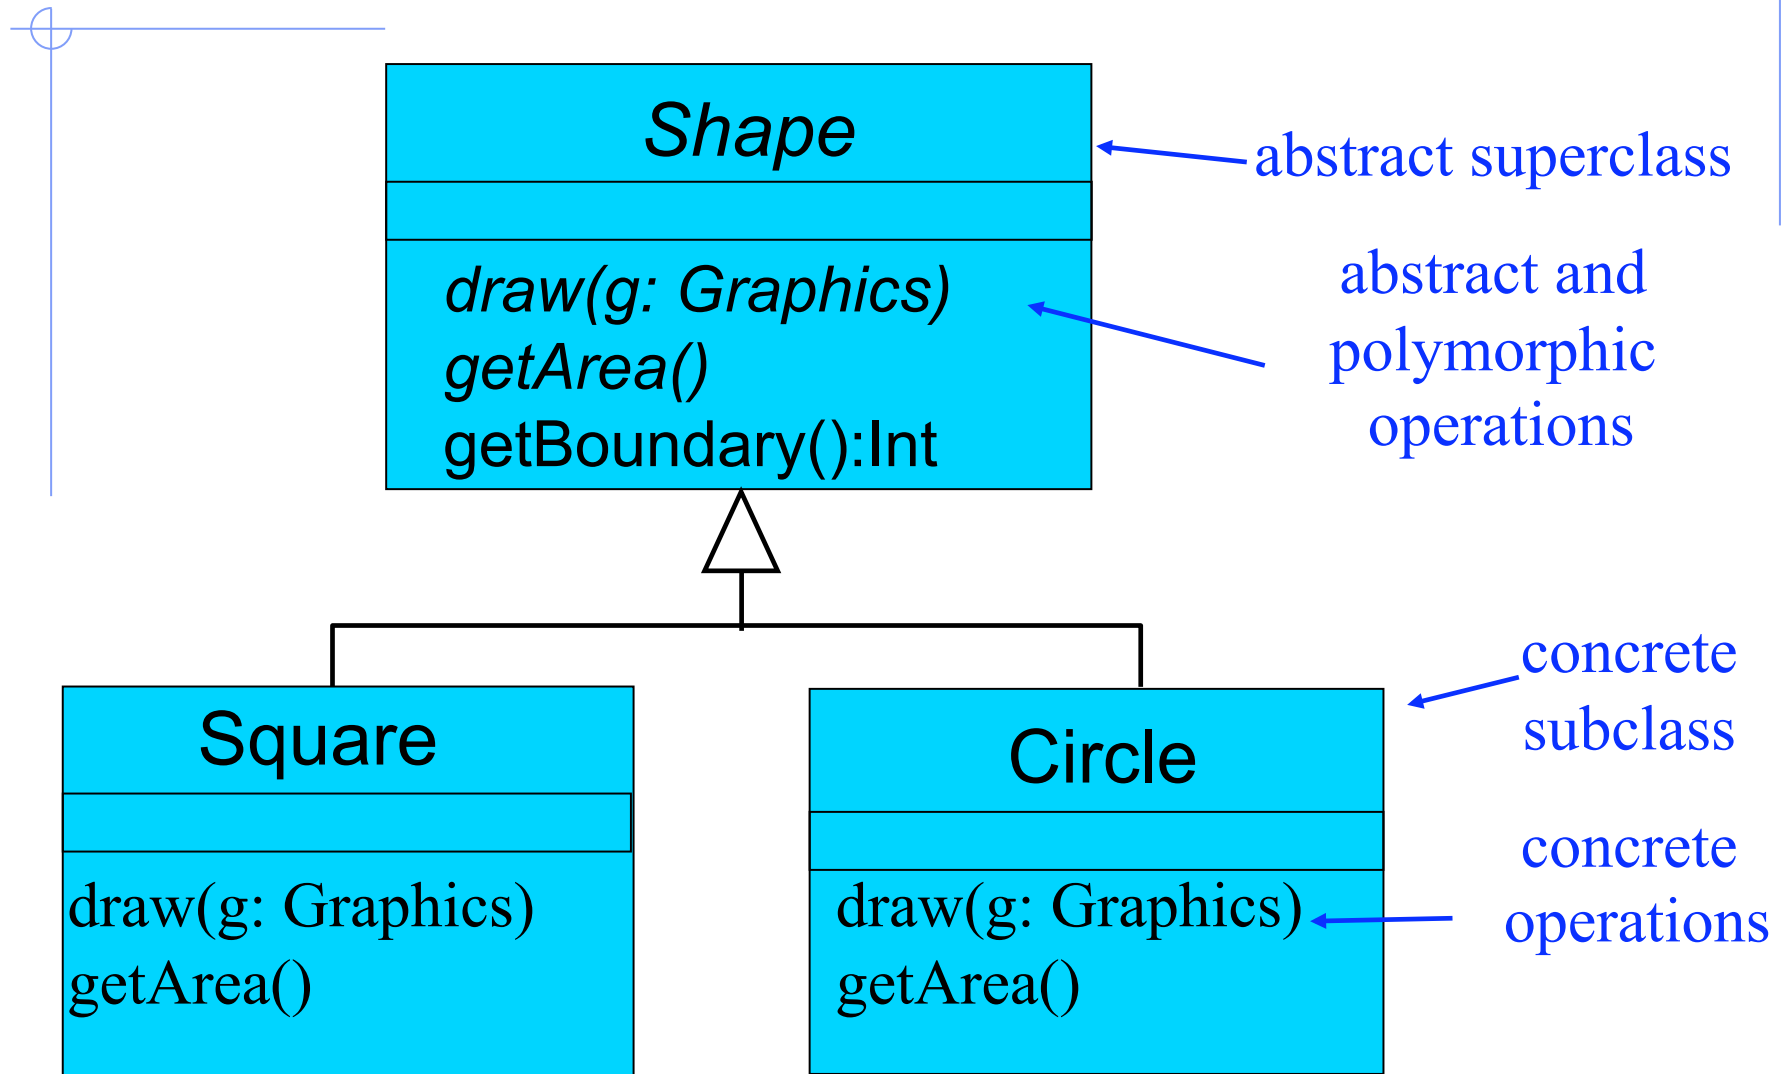 Shape
abstract superclass
draw(g: Graphics)
getArea()
getBoundary():Int
abstract and
polymorphic
operations
Square
draw(g: Graphics)
getArea()
Circle
draw(g: Graphics)
getArea()
concrete
subclass
concrete
operations